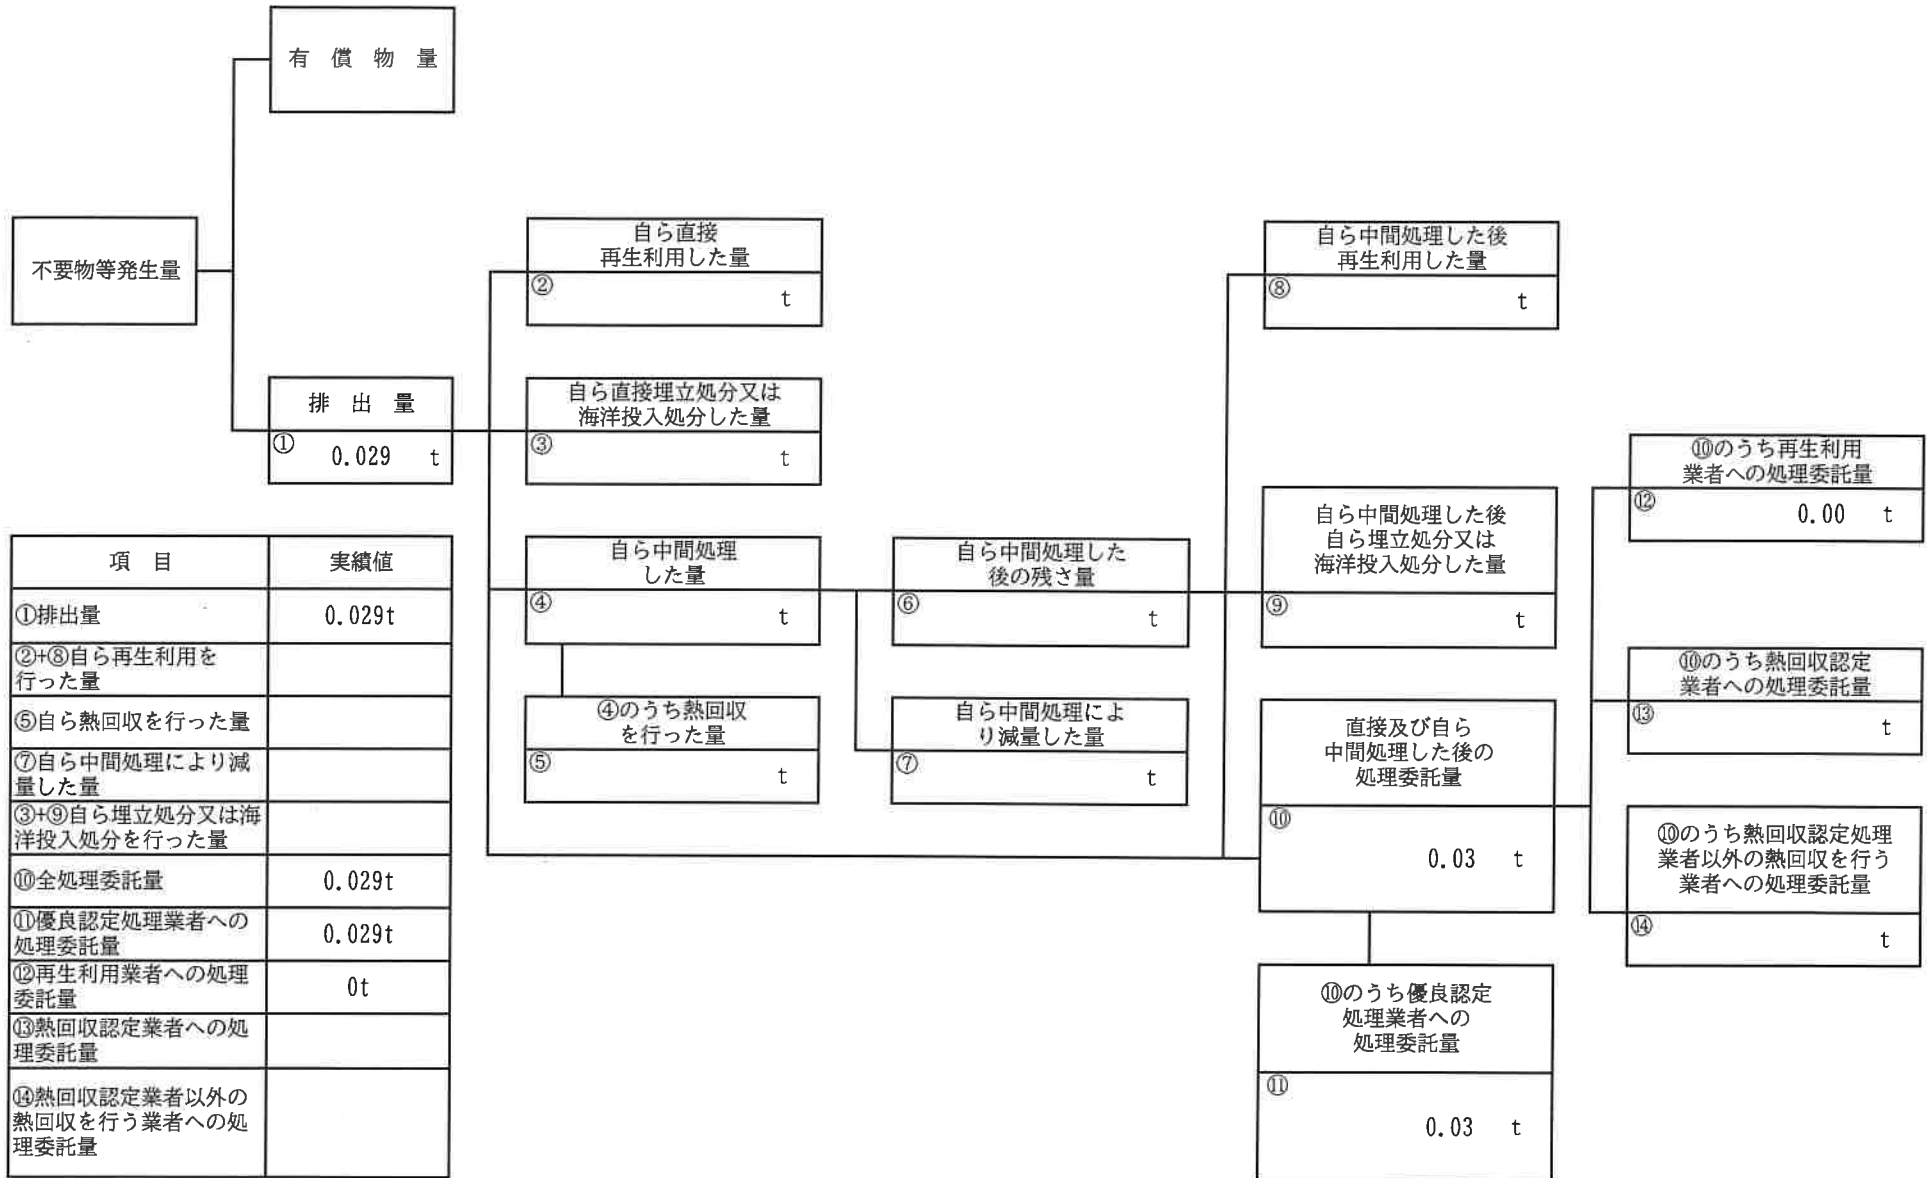 有 償 物 量
不要物等発生量
排 出 量
① 0.029 t
自ら直接
再生利用した量
② t
自ら直接埋立処分又は
海洋投入処分した量
③ t
自ら中間処理
した量
④ t
④のうち熱回収
を行った量
⑤ t
自ら中間処理した
後の残さ量
⑥ t
自ら中間処理によ
り減量した量
⑦ t
自ら中間処理した後
再生利用した量
⑧ t
自ら中間処理した後
自ら埋立処分又は
海洋投入処分した量
⑨ t
直接及び自ら
中間処理した後の
処理委託量
⑩
0.03 t
⑩のうち優良認定
処理業者への
処理委託量
⑪
0.03 t
⑩のうち再生利用
業者への処理委託量
⑫ 0.00 t
⑩のうち熱回収認定
業者への処理委託量
⑬ t
⑩のうち熱回収認定処理
業者以外の熱回収を行う
業者への処理委託量
⑭ t
項 目 実績値
①排出量 0.029t
②+⑧自ら再生利用を
行った量
⑤自ら熱回収を行った量
⑦自ら中間処理により減
量した量
③+⑨自ら埋立処分又は海
洋投入処分を行った量
⑩全処理委託量 0.029t
⑪優良認定処理業者への
処理委託量 0.029t
⑫再生利用業者への処理
委託量 0t
⑬熱回収認定業者への処
理委託量
⑭熱回収認定業者以外の
熱回収を行う業者への処
理委託量